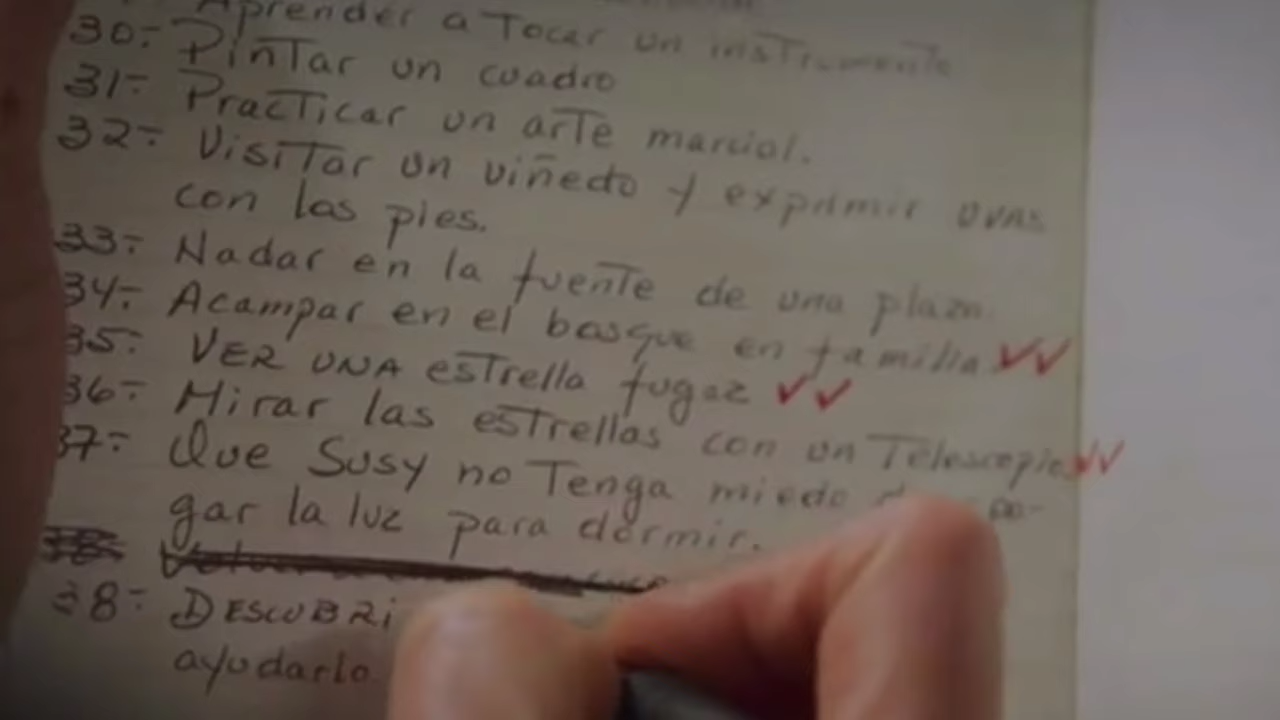 Aprender a Tocar un instrumento
30:- Pintar un cuadro
31:- Practicar un arte marcial.
32:- Visitar un viñedo y exprimir uvas
con los pies.
33:- Nadar en la fuente de una plaza
34:- Acampar en el bosque en familia ✓✓
35: VER UNA estrella fugaz ✓✓
36:- Mirar las estrellas con un Telescopio ✓✓
37:- Que Susy no Tenga miedo
gar la luz para dormir.
38:- DESCUBRI
ayudarlo